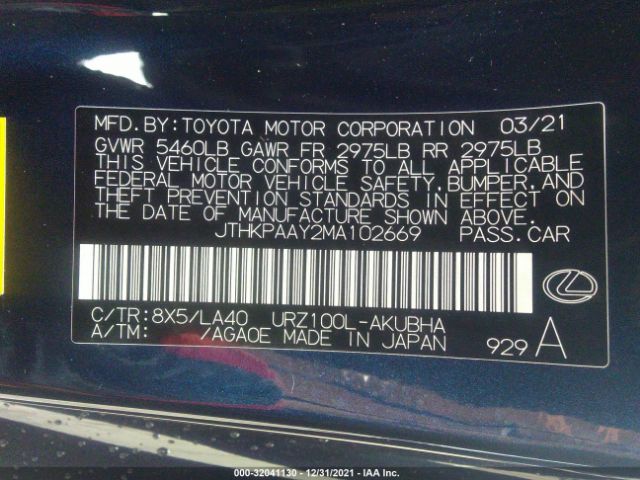 MFD.BY:TOYOTA MOTOR CORPORATION 03/21
GVWR 5460LB GAWR FR 2975LB RR 2975LB
THIS VEHICLE CONFORMS TO ALL APPLICABLE
FEDERAL MOTOR VEHICLE SAFETY,BUMPER,AND
THEFT PREVENTION STANDARDS IN EFFECT ON
THE DATE OF MANUFACTURE SHOWN ABOVE.
JTHKPAAY2MA102669 PASS.CAR
C/TR:8X5/LA40 URZ100L-AKUBHA
A/TM: /AGA0E MADE IN JAPAN 929 A
000-32041130 - 12/31/2021 - IAA Inc.